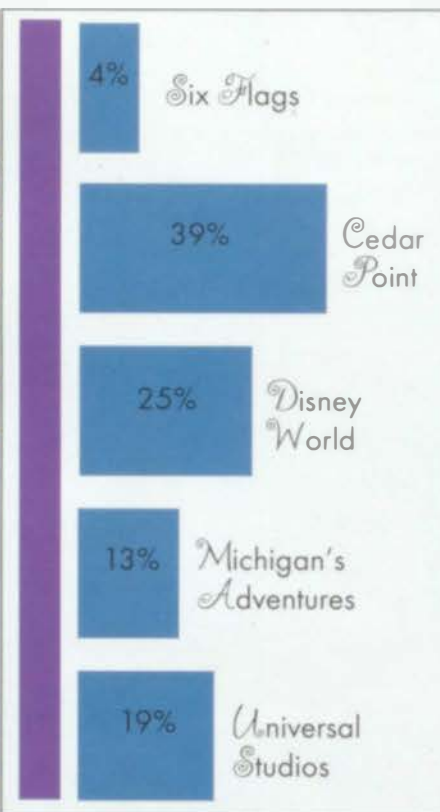 4%
Six Flags
39%
Cedar
Point
25%
Disney
World
13%
Michigan's
Adventures
19%
Universal
Studios